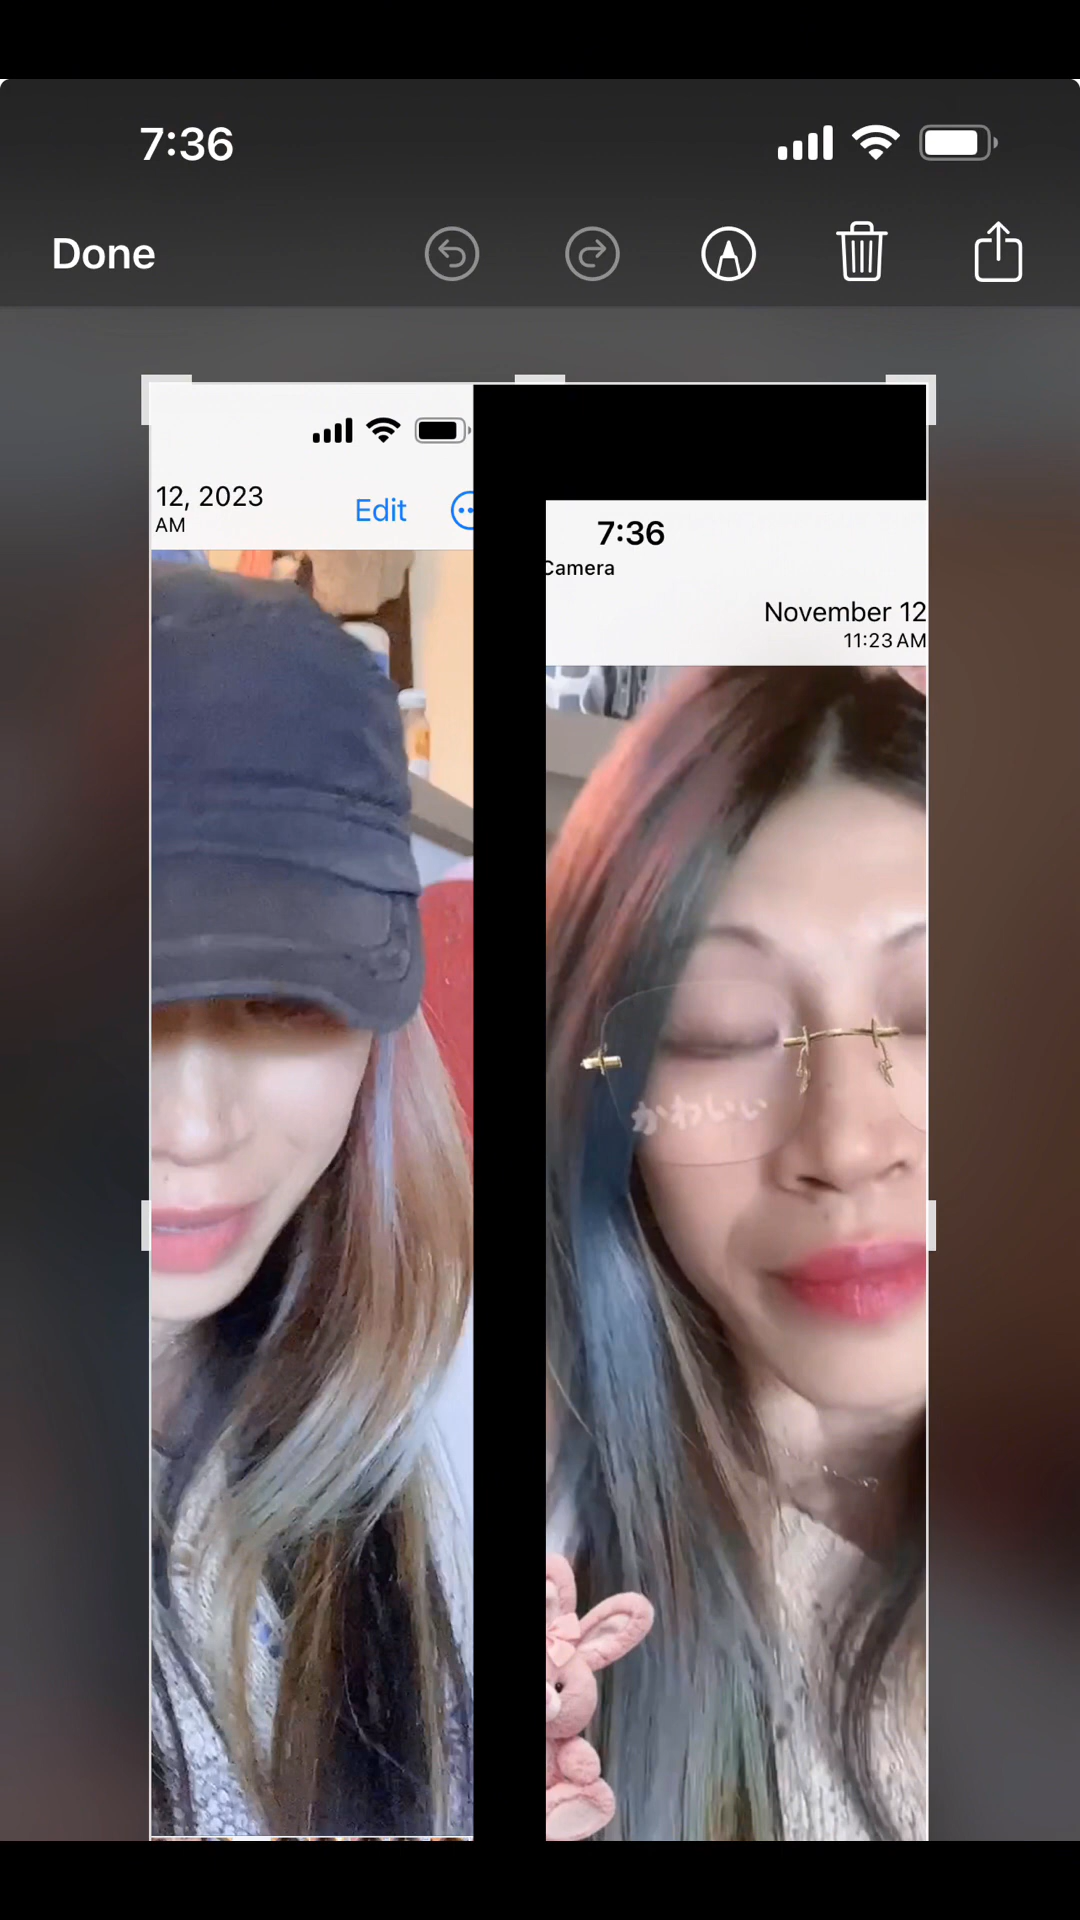 7:36
Done
12, 2023
AM
Edit
7:36
Camera
November 12
11:23 AM
かわいい